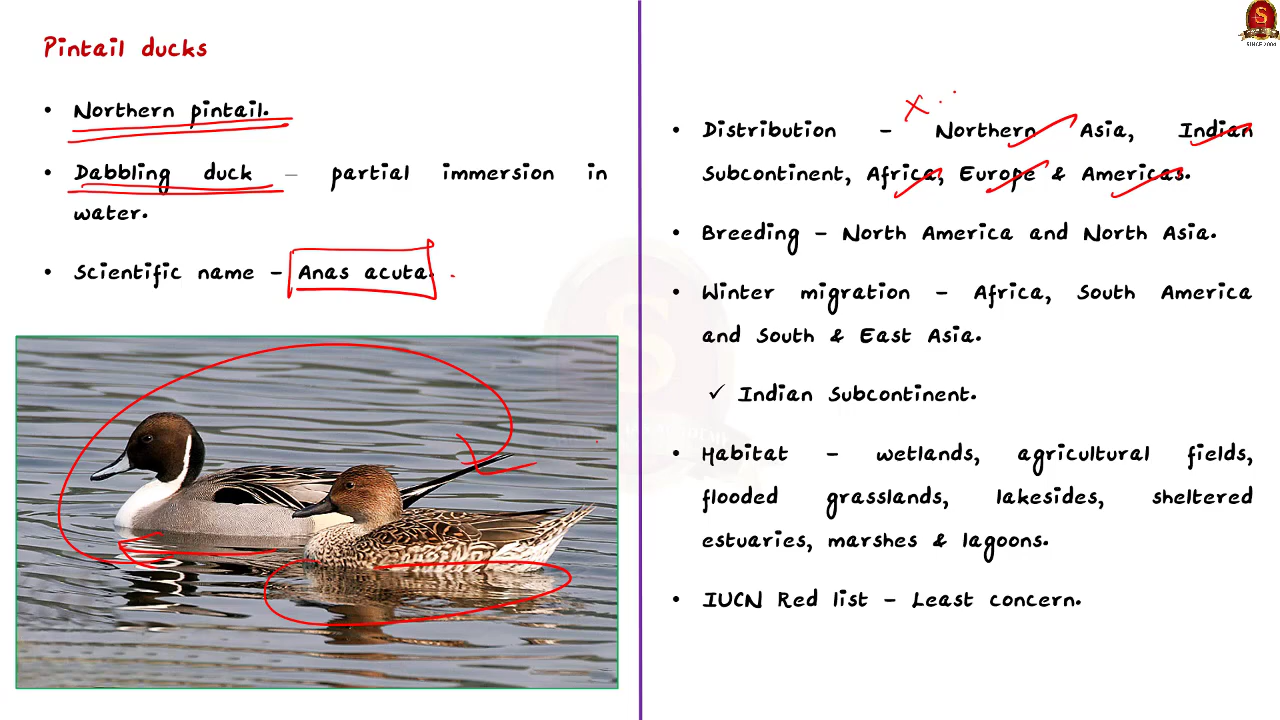 Pintail ducks
• Northern pintail.
• Dabbling duck – partial immersion in
water.
• Scientific name – Anas acuta.
• Distribution – Northern Asia, Indian
Subcontinent, Africa, Europe & Americas.
• Breeding – North America and North Asia.
• Winter migration – Africa, South America
and South & East Asia.
✓ Indian Subcontinent.
• Habitat – wetlands, agricultural fields,
flooded grasslands, lakesides, sheltered
estuaries, marshes & lagoons.
• IUCN Red list – Least concern.
S
SINCE 2004